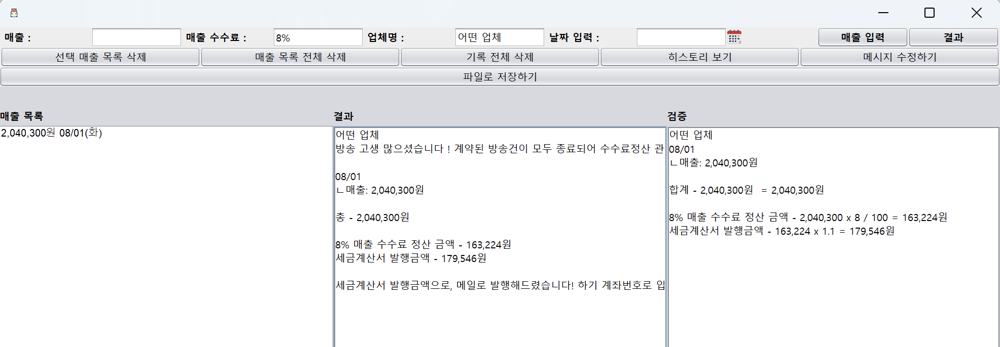 매출 : 매출 수수료 : 8% 업체명 : 어떤 업체 날짜 입력 : 매출 입력 결과
선택 매출 목록 삭제 매출 목록 전체 삭제 기록 전체 삭제 히스토리 보기 메시지 수정하기
파일로 저장하기
매출 목록
2,040,300원 08/01(화)
결과
어떤 업체
방송 고생 많으셨습니다 ! 계약된 방송건이 모두 종료되어 수수료정산 관
08/01
ㄴ매출: 2,040,300원
총 - 2,040,300원
8% 매출 수수료 정산 금액 - 163,224원
세금계산서 발행금액 - 179,546원
세금계산서 발행금액으로, 메일로 발행해드렸습니다! 하기 계좌번호로 입
검증
어떤 업체
08/01
ㄴ매출: 2,040,300원
합계 - 2,040,300원  = 2,040,300원
8% 매출 수수료 정산 금액 - 2,040,300 x 8 / 100 = 163,224원
세금계산서 발행금액 - 163,224 x 1.1 = 179,546원